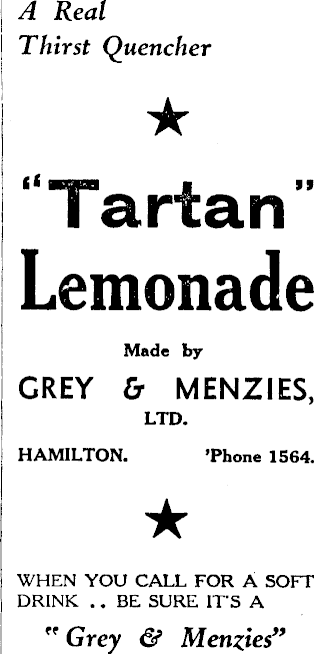 A Real
Thirst Quencher
"Tartan"
Lemonade
Made by
GREY & MENZIES,
LTD.
HAMILTON. 'Phone 1564.
WHEN YOU CALL FOR A SOFT
DRINK .. BE SURE IT'S A
"Grey & Menzies"